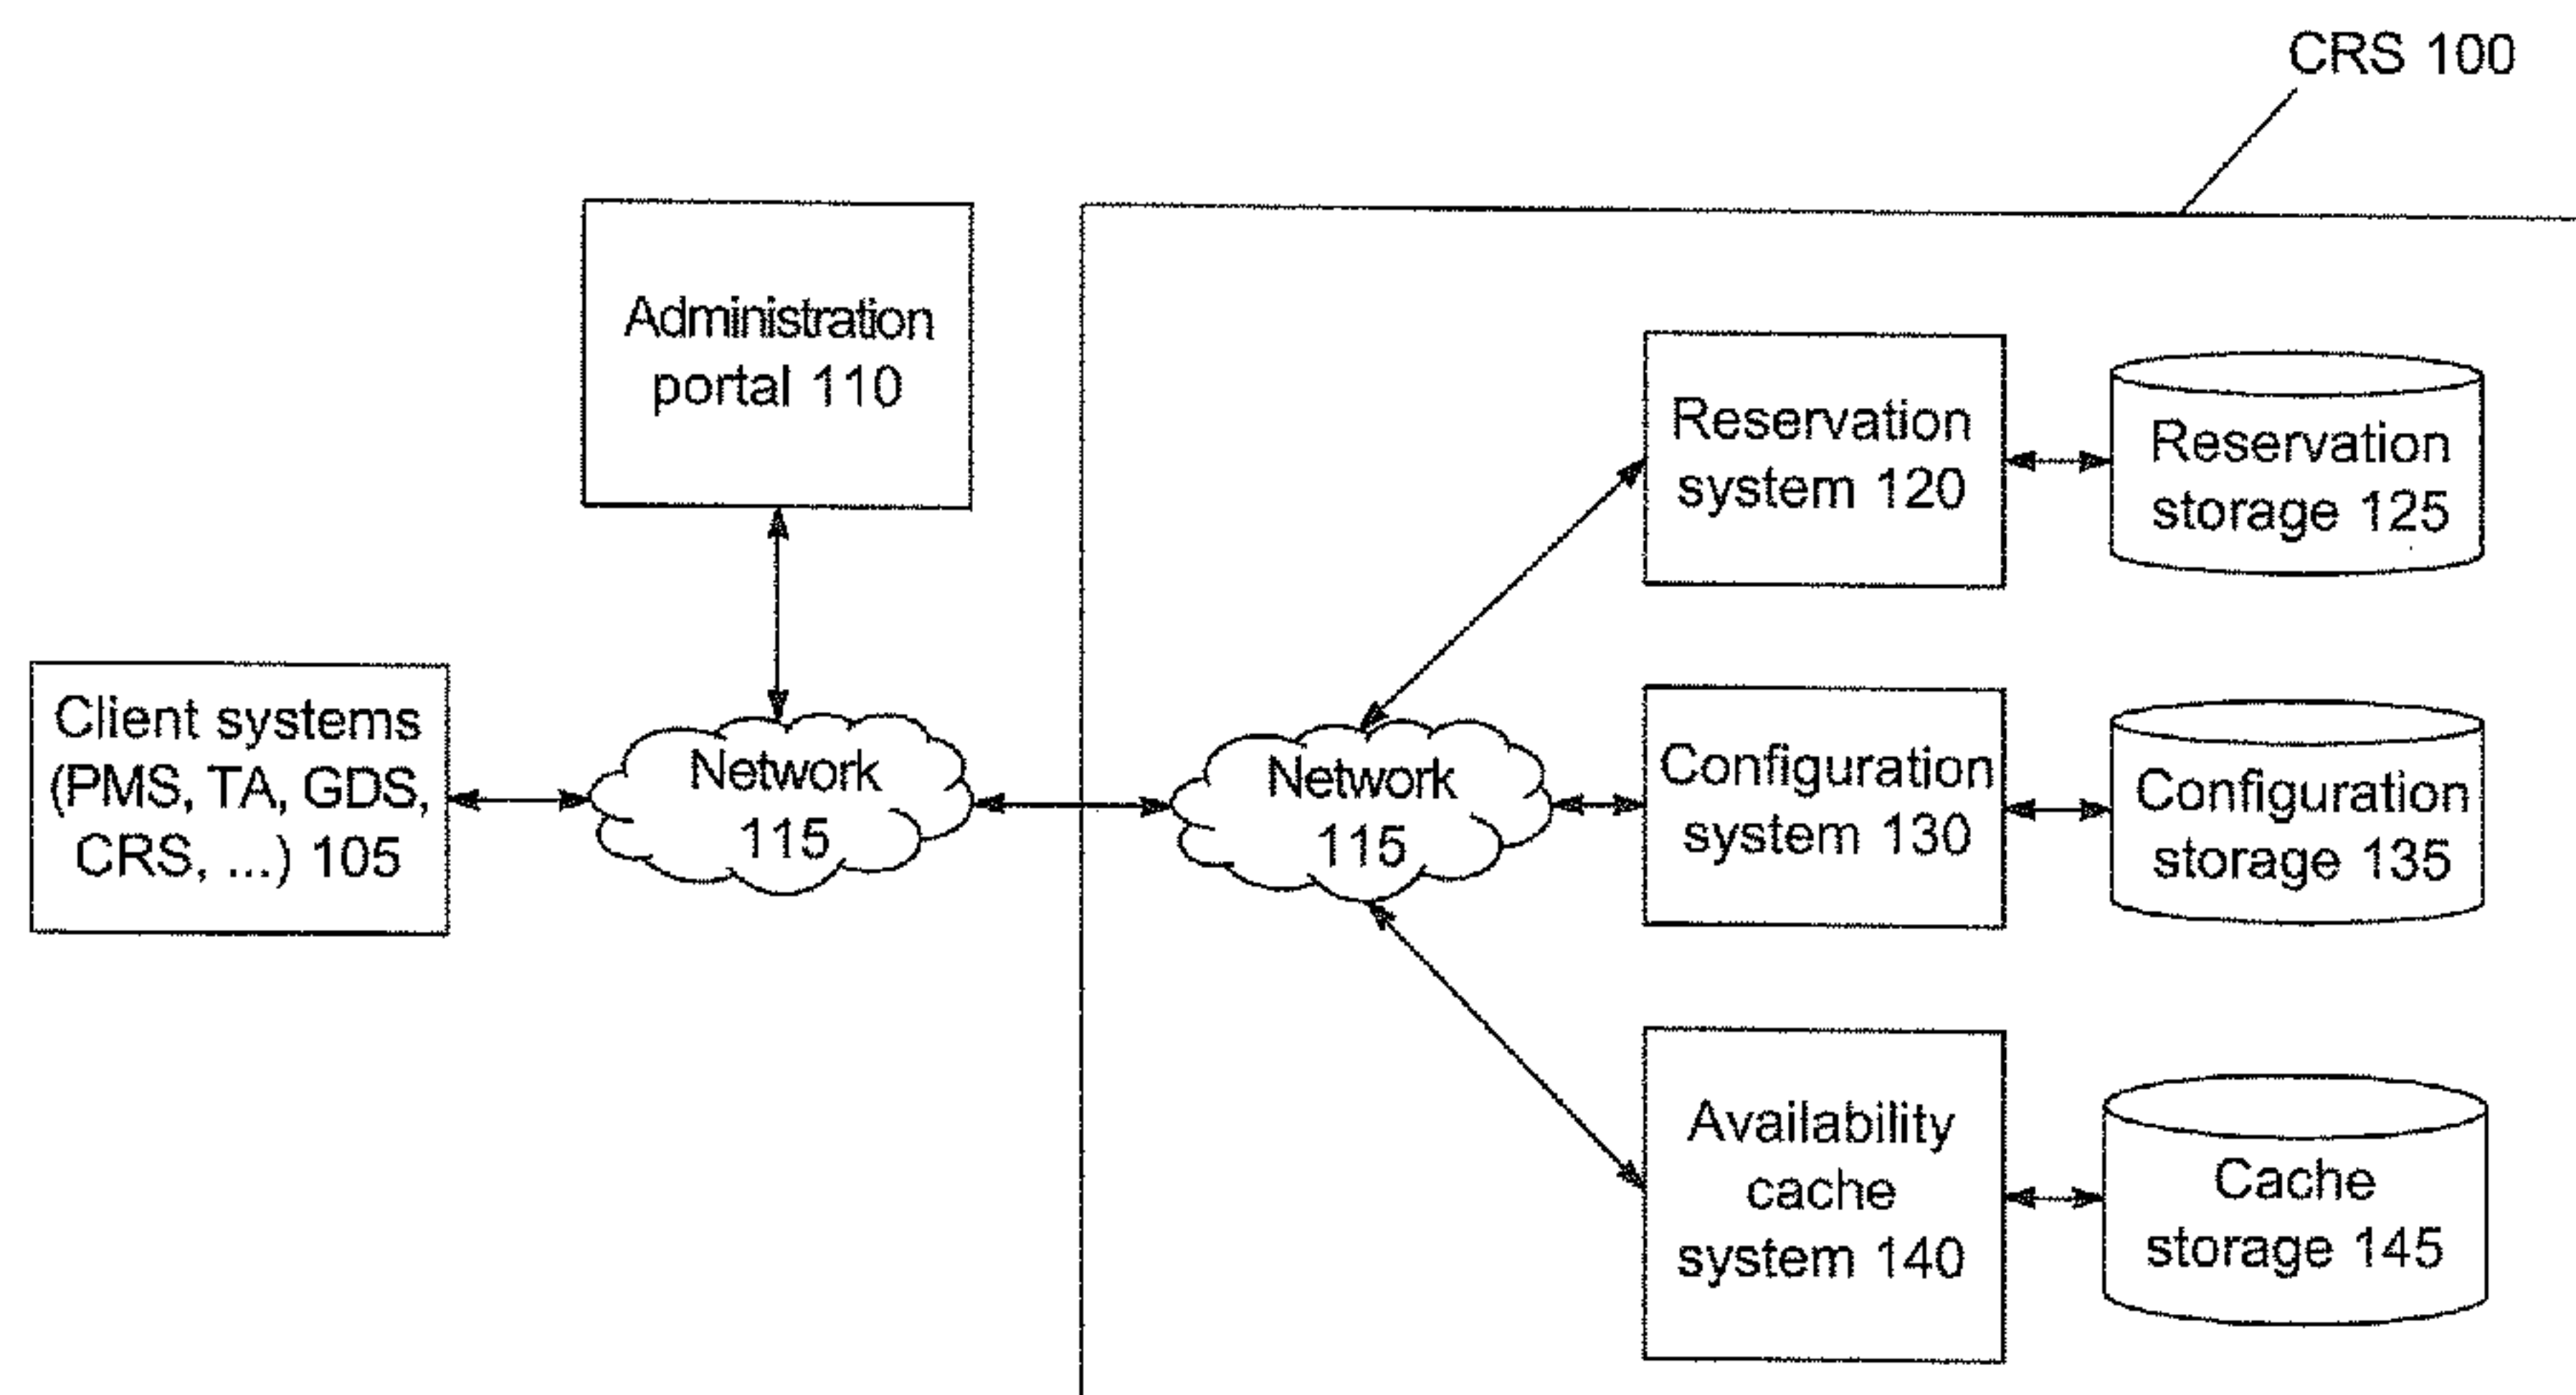 CRS 100
Administration
portal 110
Reservation
system 120
Reservation
storage 125
Client systems
(PMS, TA, GDS,
CRS, ...) 105
Network
115
Network
115
Configuration
system 130
Configuration
storage 135
Availability
cache
system 140
Cache
storage 145